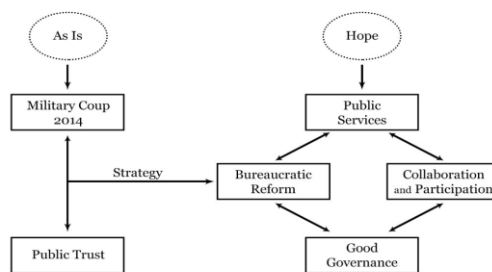 As Is
Hope
Military Coup
2014
Public
Services
Strategy
Bureaucratic
Reform
Collaboration
and Participation
Public Trust
Good
Governance